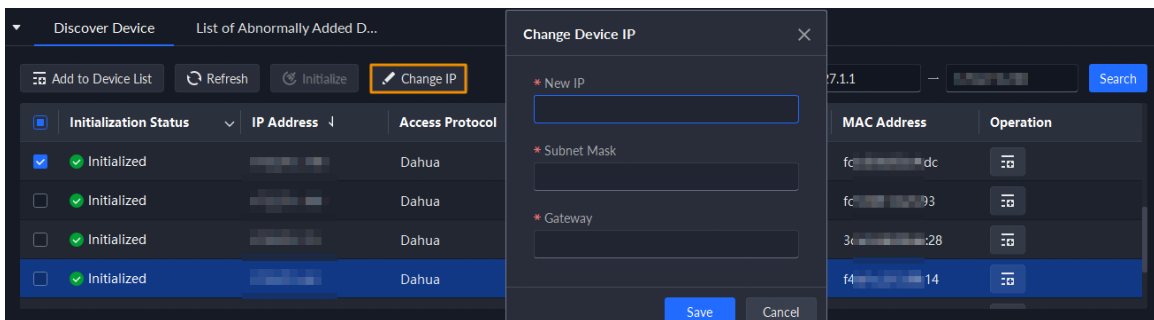 Discover Device List of Abnormally Added D...
Change Device IP
Add to Device List Refresh Initialize Change IP
* New IP
7.1.1 — Search
Initialization Status IP Address Access Protocol MAC Address Operation
* Subnet Mask
Initialized Dahua fc dc
Initialized Dahua fc 93
* Gateway
Initialized Dahua 3c :28
Initialized Dahua f4 14
Save Cancel